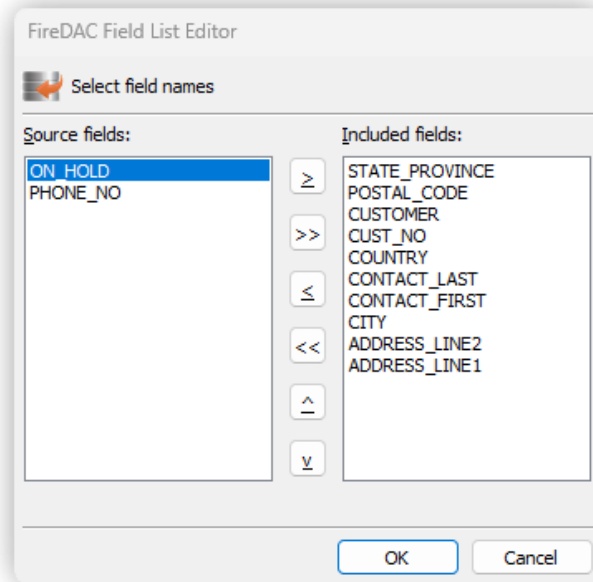 FireDAC Field List Editor
Select field names
Source fields:
ON_HOLD
PHONE_NO
>
>>
<
<<
^
v
Included fields:
STATE_PROVINCE
POSTAL_CODE
CUSTOMER
CUST_NO
COUNTRY
CONTACT_LAST
CONTACT_FIRST
CITY
ADDRESS_LINE2
ADDRESS_LINE1
OK
Cancel